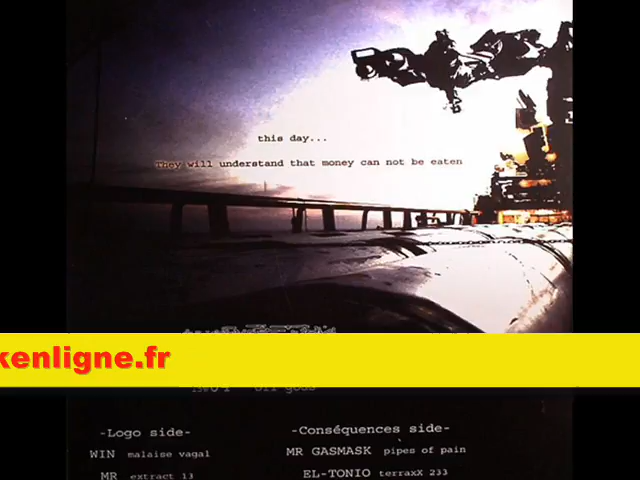 this day...
They will understand that money can not be eaten
kenligne.fr
-Logo side-
-Conséquences side-
WIN malaise vagal
MR GASMASK pipes of pain
MR extract 13
EL-TONIO terraxX 233